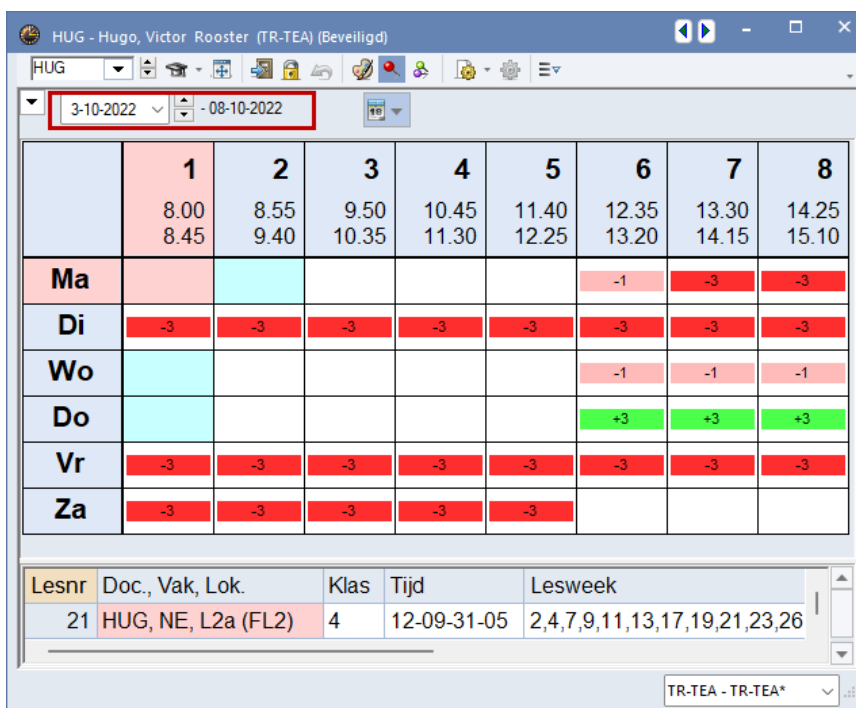 HUG - Hugo, Victor Rooster (TR-TEA) (Beveiligd)
HUG
3-10-2022 - 08-10-2022
1 2 3 4 5 6 7 8
8.00 8.55 9.50 10.45 11.40 12.35 13.30 14.25
8.45 9.40 10.35 11.30 12.25 13.20 14.15 15.10
Ma -1 -3 -3
Di -3 -3 -3 -3 -3 -3 -3 -3
Wo -1 -1 -1
Do +3 +3 +3
Vr -3 -3 -3 -3 -3 -3 -3 -3
Za -3 -3 -3 -3 -3
Lesnr Doc., Vak, Lok. Klas Tijd Lesweek
21 HUG, NE, L2a (FL2) 4 12-09-31-05 2,4,7,9,11,13,17,19,21,23,26
TR-TEA - TR-TEA*